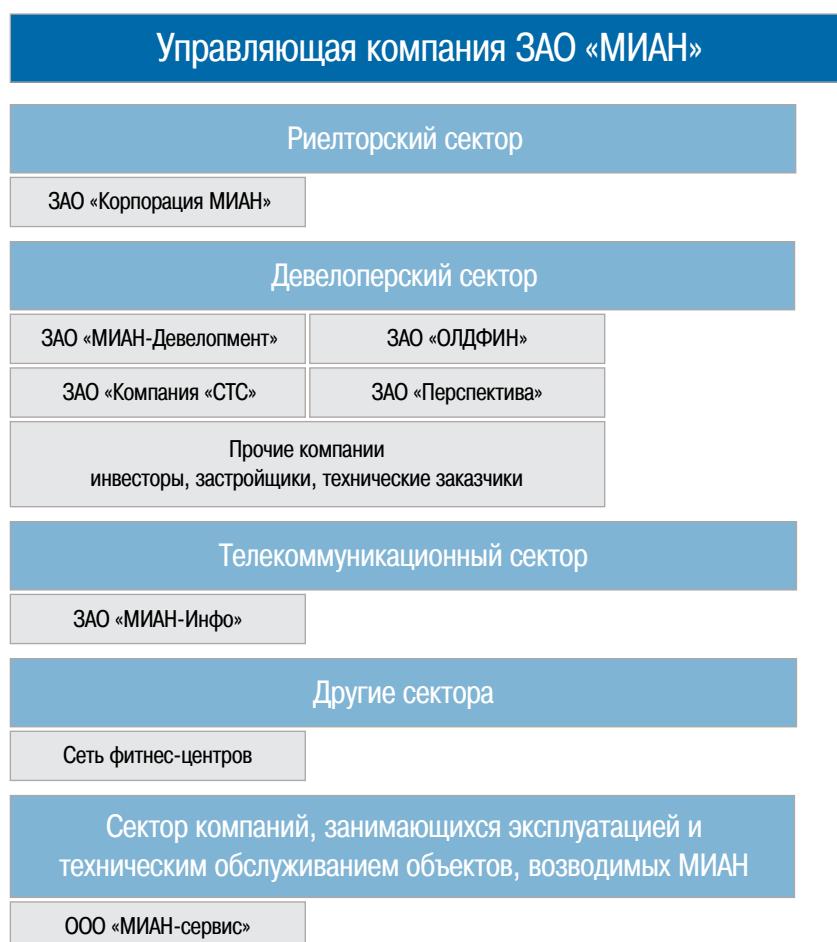 Управляющая компания ЗАО «МИАН»
Риелторский сектор
ЗАО «Корпорация МИАН»
Девелоперский сектор
ЗАО «МИАН-Девелопмент»
ЗАО «ОЛДФИН»
ЗАО «Компания «СТС»
ЗАО «Перспектива»
Прочие компании
инвесторы, застройщики, технические заказчики
Телекоммуникационный сектор
ЗАО «МИАН-Инфо»
Другие сектора
Сеть фитнес-центров
Сектор компаний, занимающихся эксплуатацией и
техническим обслуживанием объектов, возводимых МИАН
ООО «МИАН-сервис»